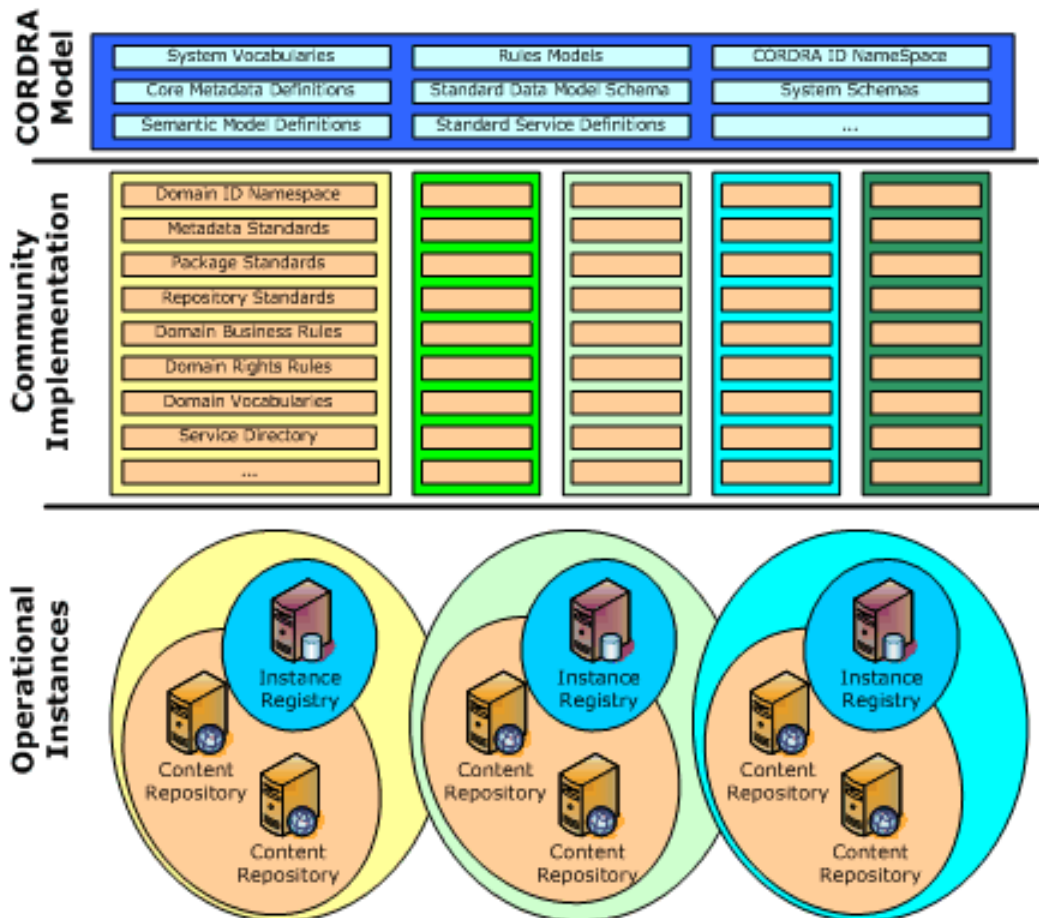 CORDRA
Model
System Vocabularies
Rules Models
CORDRA ID NameSpace
Core Metadata Definitions
Standard Data Model Schema
System Schemas
Semantic Model Definitions
Standard Service Definitions
...
Community
Implementation
Domain ID Namespace
Metadata Standards
Package Standards
Repository Standards
Domain Business Rules
Domain Rights Rules
Domain Vocabularies
Service Directory
...
Operational
Instances
Instance
Registry
Content
Repository
Content
Repository
Instance
Registry
Content
Repository
Content
Repository
Instance
Registry
Content
Repository
Content
Repository